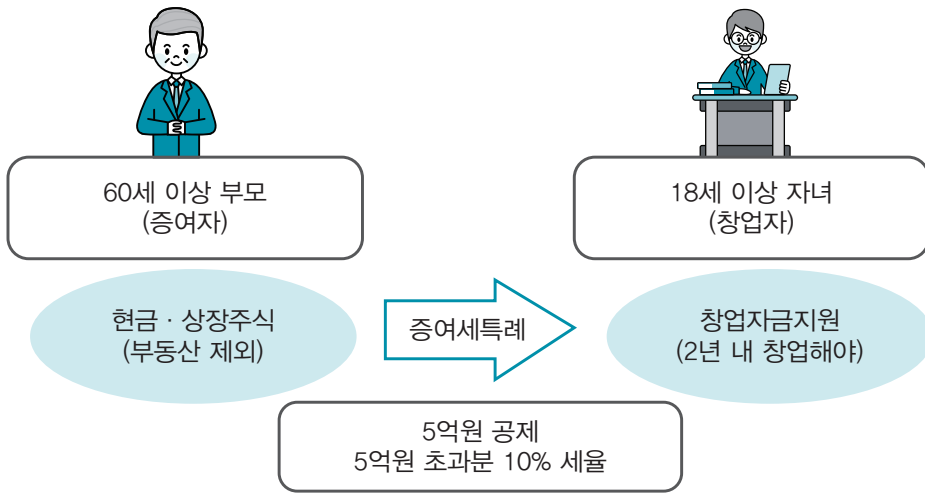 60세 이상 부모
(증여자)
18세 이상 자녀
(창업자)
현금 · 상장주식
(부동산 제외)
증여세특례
창업자금지원
(2년 내 창업해야)
5억원 공제
5억원 초과분 10% 세율